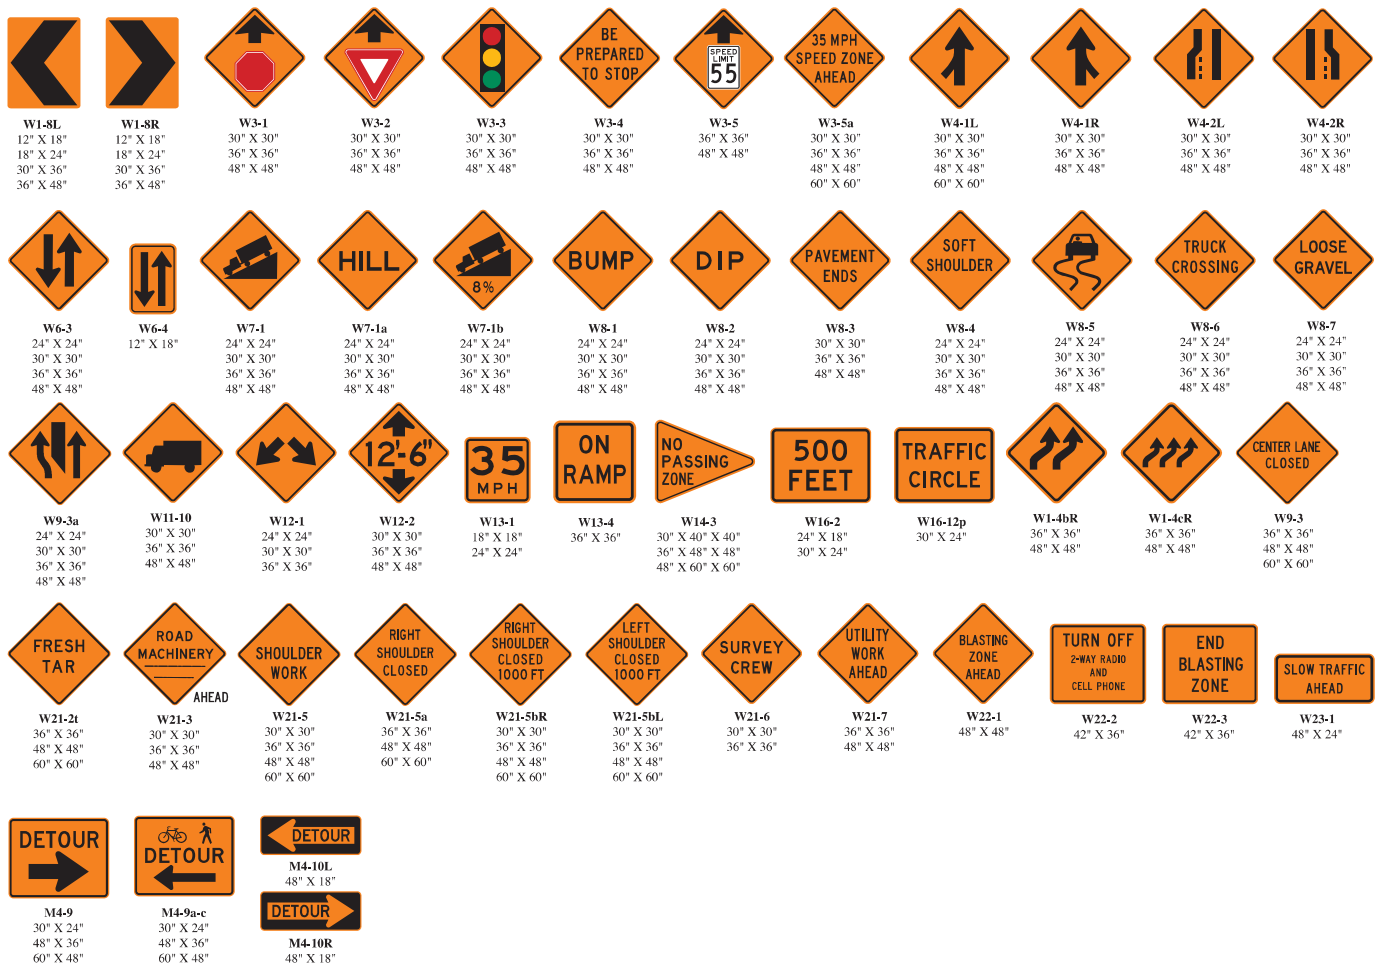 BE
PREPARED
TO STOP
SPEED
LIMIT
55
35 MPH
SPEED ZONE
AHEAD
W1-8L
12" X 18"
18" X 24"
30" X 36"
36" X 48"
W1-8R
12" X 18"
18" X 24"
30" X 36"
36" X 48"
W3-1
30" X 30"
36" X 36"
48" X 48"
W3-2
30" X 30"
36" X 36"
48" X 48"
W3-3
30" X 30"
36" X 36"
48" X 48"
W3-4
30" X 30"
36" X 36"
48" X 48"
W3-5
36" X 36"
48" X 48"
W3-5a
30" X 30"
36" X 36"
48" X 48"
60" X 60"
W4-1L
30" X 30"
36" X 36"
48" X 48"
60" X 60"
W4-1R
30" X 30"
36" X 36"
48" X 48"
W4-2L
30" X 30"
36" X 36"
48" X 48"
W4-2R
30" X 30"
36" X 36"
48" X 48"
HILL
8%
BUMP
DIP
PAVEMENT
ENDS
SOFT
SHOULDER
TRUCK
CROSSING
LOOSE
GRAVEL
W6-3
24" X 24"
30" X 30"
36" X 36"
48" X 48"
W6-4
12" X 18"
W7-1
24" X 24"
30" X 30"
36" X 36"
48" X 48"
W7-1a
24" X 24"
30" X 30"
36" X 36"
48" X 48"
W7-1b
24" X 24"
30" X 30"
36" X 36"
48" X 48"
W8-1
24" X 24"
30" X 30"
36" X 36"
48" X 48"
W8-2
24" X 24"
30" X 30"
36" X 36"
48" X 48"
W8-3
30" X 30"
36" X 36"
48" X 48"
W8-4
24" X 24"
30" X 30"
36" X 36"
48" X 48"
W8-5
24" X 24"
30" X 30"
36" X 36"
48" X 48"
W8-6
24" X 24"
30" X 30"
36" X 36"
48" X 48"
W8-7
24" X 24"
30" X 30"
36" X 36"
48" X 48"
12'-6"
35
MPH
ON
RAMP
NO
PASSING
ZONE
500
FEET
TRAFFIC
CIRCLE
CENTER LANE
CLOSED
W9-3a
24" X 24"
30" X 30"
36" X 36"
48" X 48"
W11-10
30" X 30"
36" X 36"
48" X 48"
W12-1
24" X 24"
30" X 30"
36" X 36"
W12-2
30" X 30"
36" X 36"
48" X 48"
W13-1
18" X 18"
24" X 24"
W13-4
36" X 36"
W14-3
30" X 40" X 40"
36" X 48" X 48"
48" X 60" X 60"
W16-2
24" X 18"
30" X 24"
W16-12p
30" X 24"
W1-4bR
36" X 36"
48" X 48"
W1-4cR
36" X 36"
48" X 48"
W9-3
36" X 36"
48" X 48"
60" X 60"
FRESH
TAR
ROAD
MACHINERY
AHEAD
SHOULDER
WORK
RIGHT
SHOULDER
CLOSED
RIGHT
SHOULDER
CLOSED
1000 FT
LEFT
SHOULDER
CLOSED
1000 FT
SURVEY
CREW
UTILITY
WORK
AHEAD
BLASTING
ZONE
AHEAD
TURN OFF
2-WAY RADIO
AND
CELL PHONE
END
BLASTING
ZONE
SLOW TRAFFIC
AHEAD
W21-2t
36" X 36"
48" X 48"
60" X 60"
W21-3
30" X 30"
36" X 36"
48" X 48"
W21-5
30" X 30"
36" X 36"
48" X 48"
60" X 60"
W21-5a
36" X 36"
48" X 48"
60" X 60"
W21-5bR
30" X 30"
36" X 36"
48" X 48"
60" X 60"
W21-5bL
30" X 30"
36" X 36"
48" X 48"
60" X 60"
W21-6
30" X 30"
36" X 36"
W21-7
36" X 36"
48" X 48"
W22-1
48" X 48"
W22-2
42" X 36"
W22-3
42" X 36"
W23-1
48" X 24"
DETOUR
M4-9
30" X 24"
48" X 36"
60" X 48"
DETOUR
M4-9a-c
30" X 24"
48" X 36"
60" X 48"
DETOUR
M4-10L
48" X 18"
DETOUR
M4-10R
48" X 18"